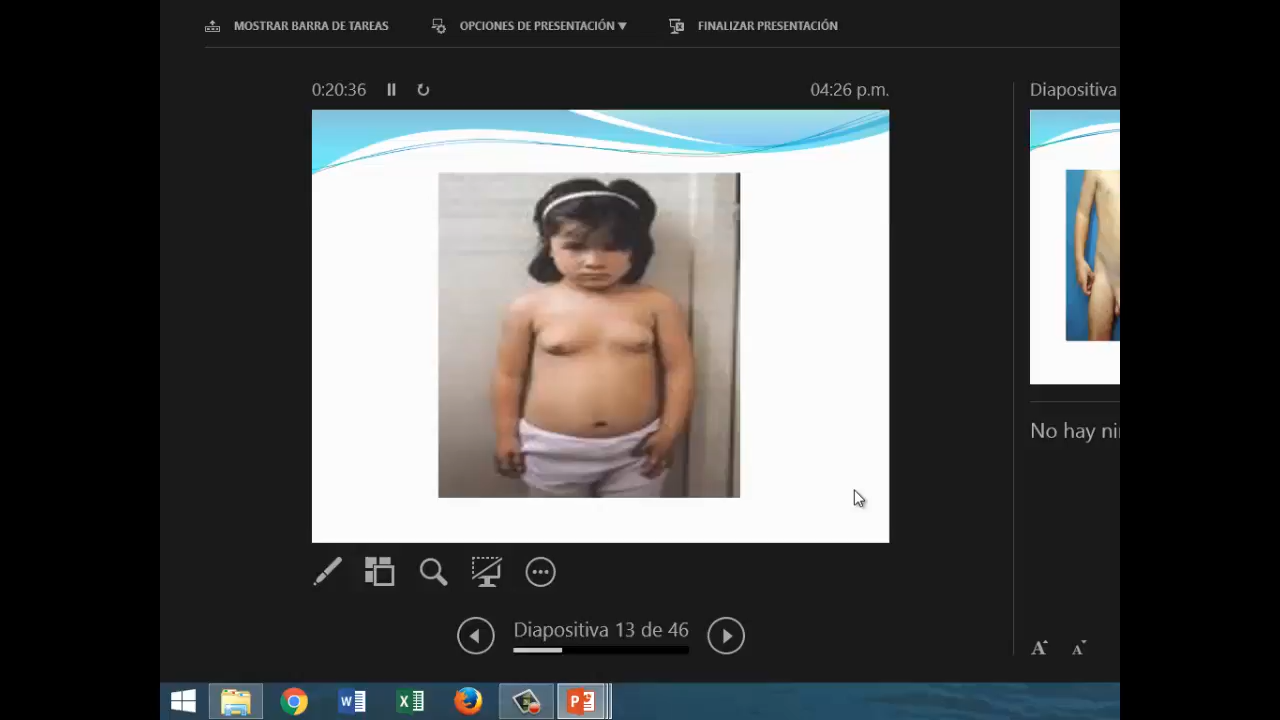 MOSTRAR BARRA DE TAREAS
OPCIONES DE PRESENTACIÓN
FINALIZAR PRESENTACIÓN
0:20:36
04:26 p.m.
Diapositiva
No hay
Diapositiva 13 de 46
A A